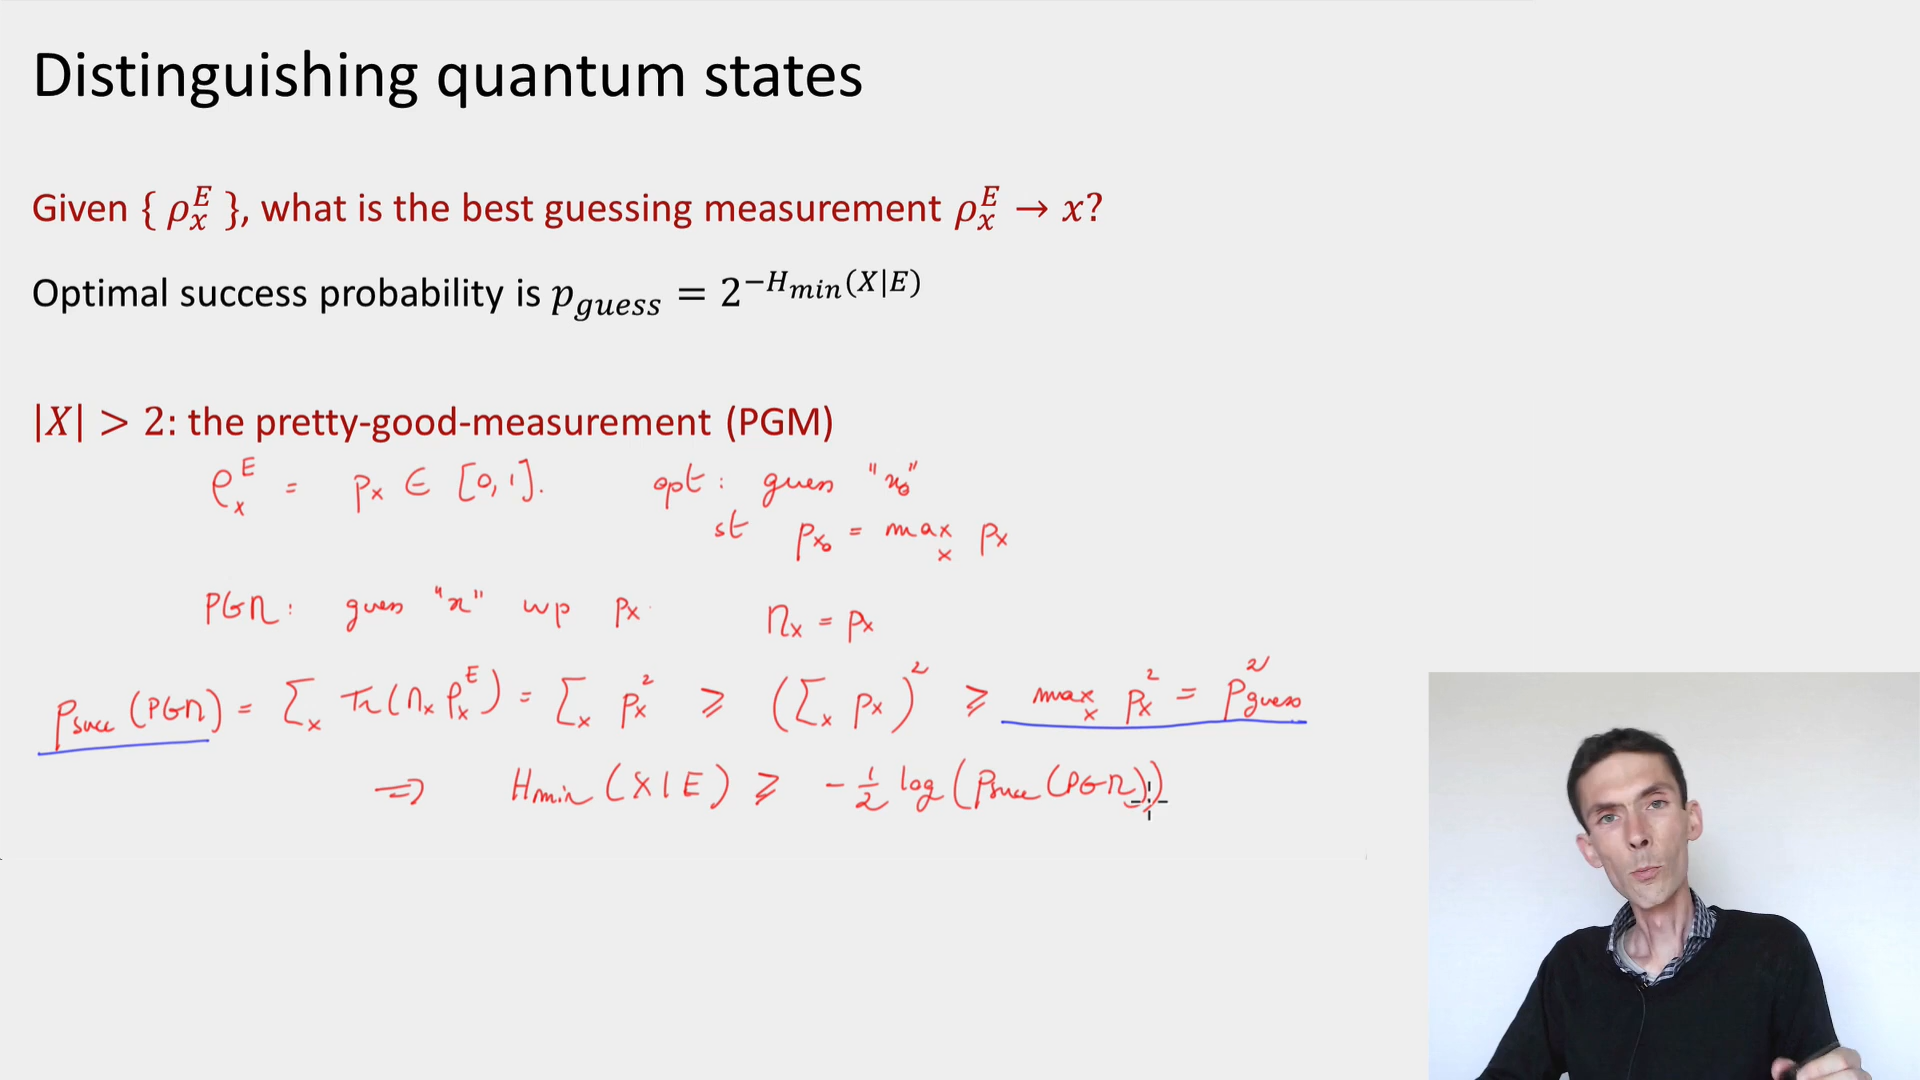 Distinguishing quantum states
Given { ρ_x^E }, what is the best guessing measurement ρ_x^E → x?
Optimal success probability is p_guess = 2^{-H_min(X|E)}
|X| > 2: the pretty-good-measurement (PGM)
ρ_x^E = p_x ∈ [0,1]. opt: guess "x_0"
st p_{x_0} = max_x p_x
PGM: guess "x" wp p_x M_x = p_x
P_succ (PGM) = Σ_x Tr(M_x ρ_x^E) = Σ_x p_x^2 ⩾ (Σ_x p_x)^2 ⩾ max_x p_x^2 = P_guess^2
⇒ H_min (X|E) ⩾ - 1/2 log (P_succ (PGM))